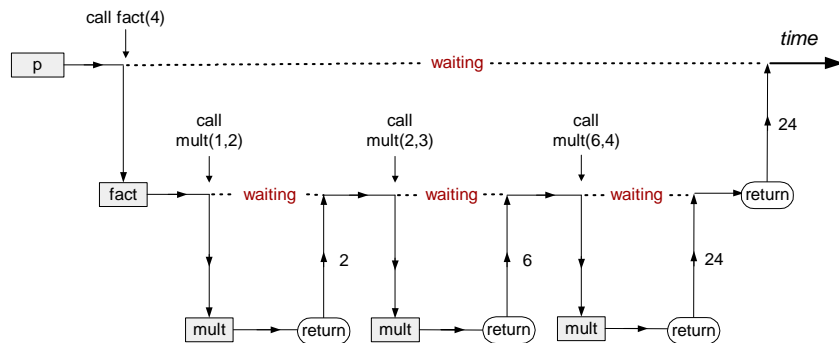 call fact(4)
time
p
waiting
call
mult(1,2)
call
mult(2,3)
call
mult(6,4)
24
fact
waiting
waiting
waiting
return
2
6
24
mult
return
mult
return
mult
return